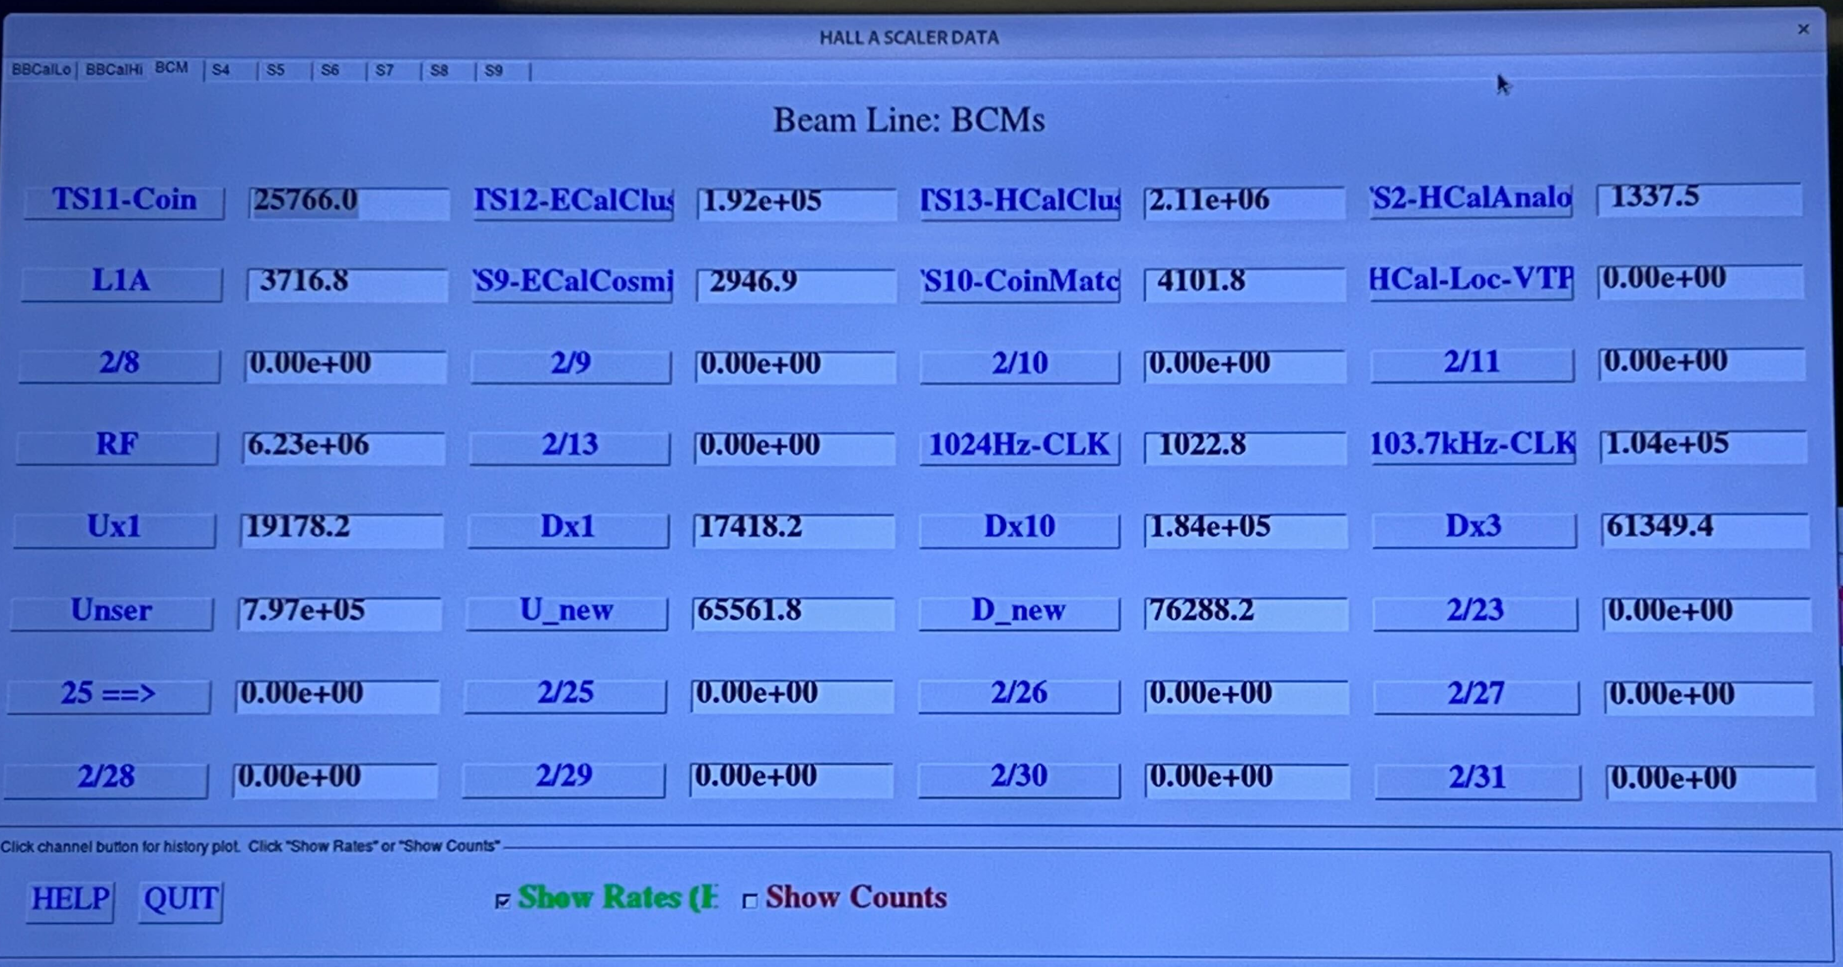 HALL A SCALER DATA ×
BBCalLo BBCalHi BCM S4 S5 S6 S7 S8 S9
Beam Line: BCMs
TS11-Coin 25766.0 TS12-ECalClus 1.92e+05 TS13-HCalClus 2.11e+06 S2-HCalAnalo 1337.5
L1A 3716.8 S9-ECalCosmi 2946.9 S10-CoinMatc 4101.8 HCal-Loc-VTP 0.00e+00
2/8 0.00e+00 2/9 0.00e+00 2/10 0.00e+00 2/11 0.00e+00
RF 6.23e+06 2/13 0.00e+00 1024Hz-CLK 1022.8 103.7kHz-CLK 1.04e+05
Ux1 19178.2 Dx1 17418.2 Dx10 1.84e+05 Dx3 61349.4
Unser 7.97e+05 U_new 65561.8 D_new 76288.2 2/23 0.00e+00
25 ==> 0.00e+00 2/25 0.00e+00 2/26 0.00e+00 2/27 0.00e+00
2/28 0.00e+00 2/29 0.00e+00 2/30 0.00e+00 2/31 0.00e+00
Click channel button for history plot. Click "Show Rates" or "Show Counts"
HELP QUIT Show Rates (H Show Counts